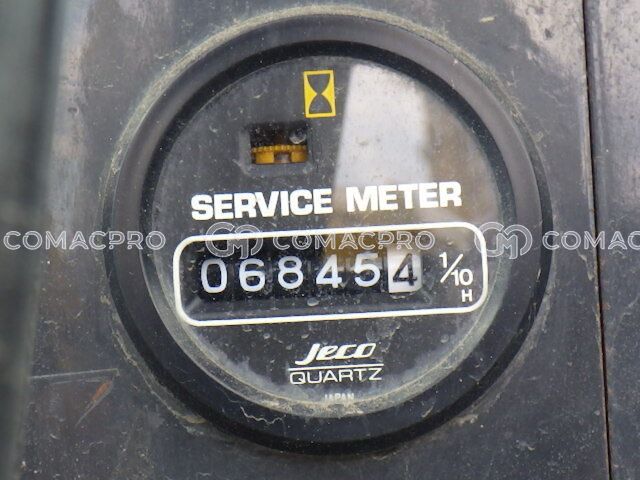 SERVICE METER
COMACPRO COMACPRO COMACPRO
068454 1/10 H
Jeco
QUARTZ
JAPAN